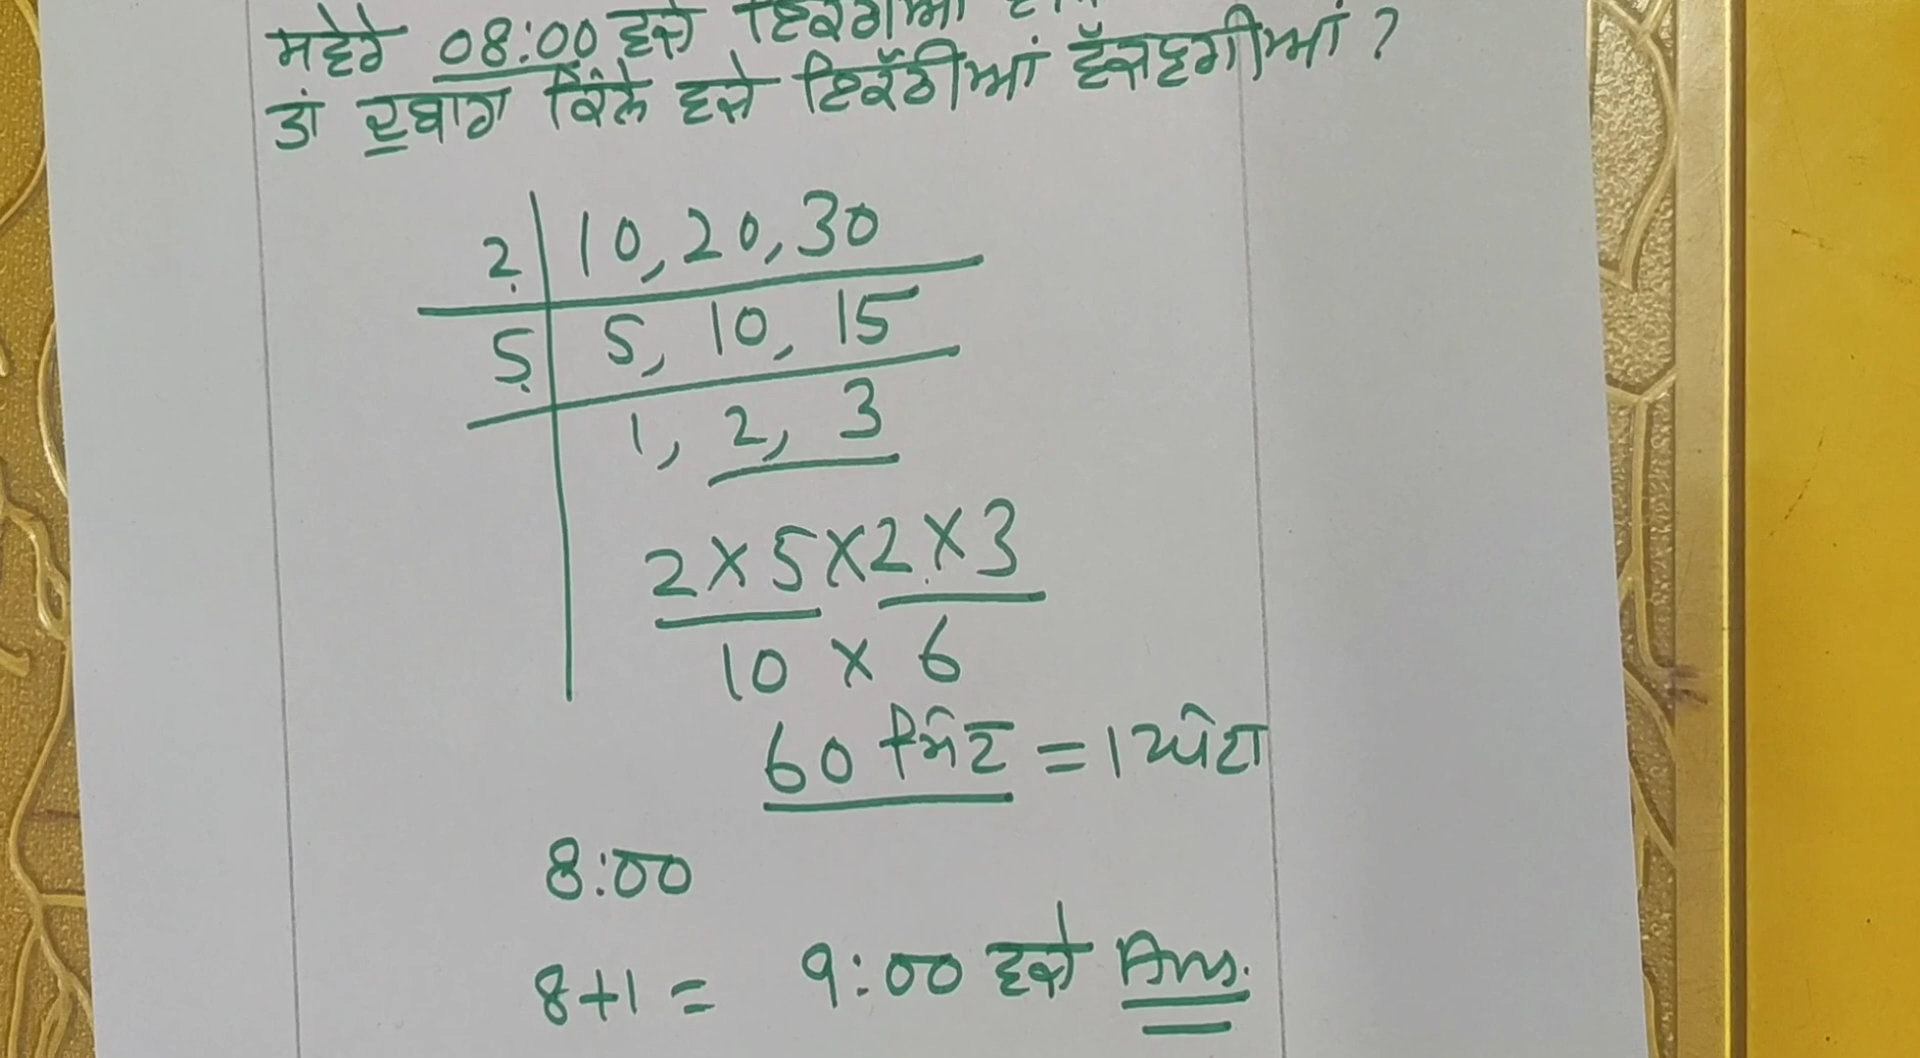 ਸਵੇਰੇ 08:00 ਵਜੇ
ਤਾਂ ਦੁਬਾਰਾ ਕਿੰਨੇ ਵਜੇ ਇਕੱਠੀਆਂ ਵੱਜਣਗੀਆਂ ?
2 | 10, 20, 30
5 | 5, 10, 15
1, 2, 3
2 × 5 × 2 × 3
10 × 6
60 ਮਿੰਟ = 1 ਘੰਟਾ
8:00
8+1 = 9:00 ਵਜੇ Ans.